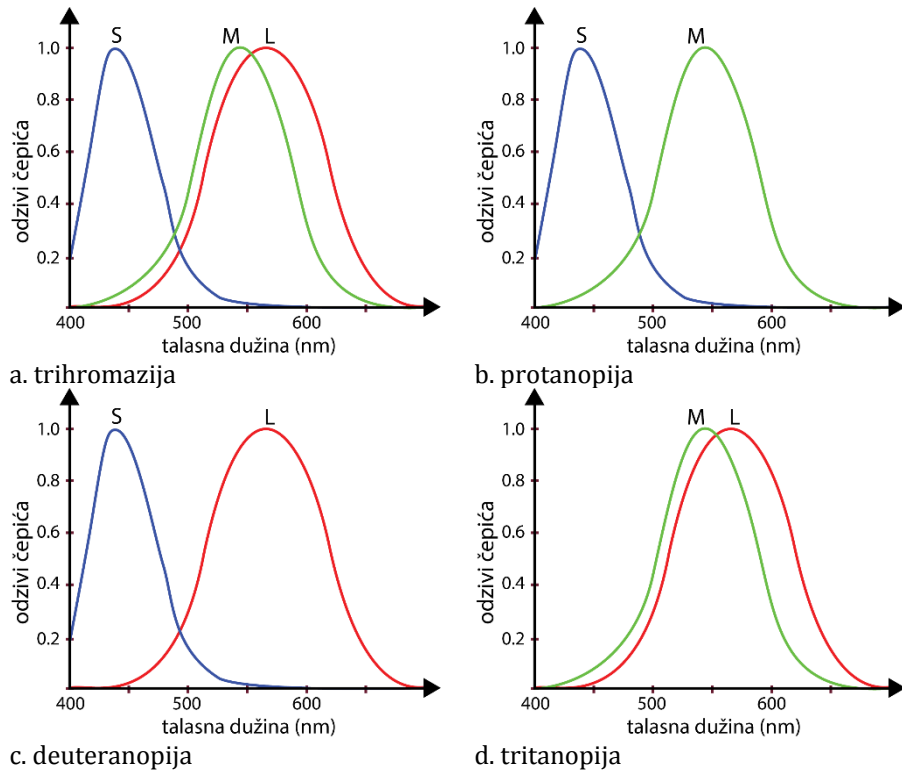 S M L
1.0
0.8
0.6
0.4
0.2
odzivi čepića
400 500 600
talasna dužina (nm)
a. trihromazija
S M
1.0
0.8
0.6
0.4
0.2
odzivi čepića
400 500 600
talasna dužina (nm)
b. protanopija
S L
1.0
0.8
0.6
0.4
0.2
odzivi čepića
400 500 600
talasna dužina (nm)
c. deuteranopija
M L
1.0
0.8
0.6
0.4
0.2
odzivi čepića
400 500 600
talasna dužina (nm)
d. tritanopija